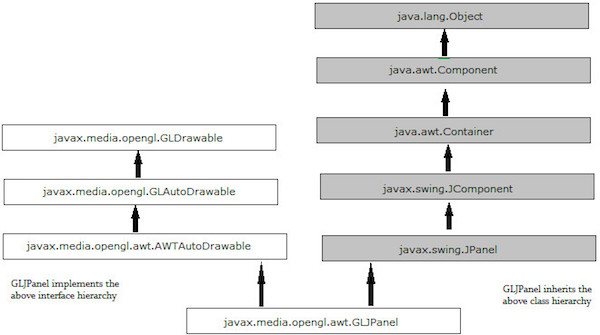 java.lang.Object
java.awt.Component
java.awt.Container
javax.media.opengl.GLDrawable
javax.media.opengl.GLAutoDrawable
javax.swing.JComponent
javax.media.opengl.awt.AWTAutoDrawable
javax.swing.JPanel
GLJPanel implements the
above interface hierarchy
GLJPanel inherits the
above class hierarchy
javax.media.opengl.awt.GLJPanel